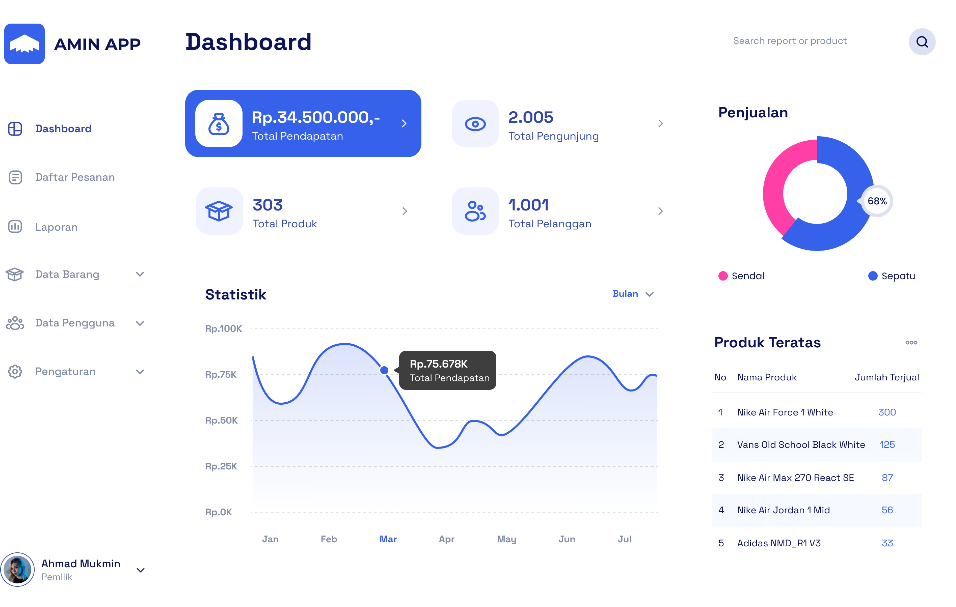 AMIN APP
Dashboard
Search report or product
Dashboard
Daftar Pesanan
Laporan
Data Barang
Data Pengguna
Pengaturan
Ahmad Mukmin
Pemilik
Rp.34.500.000,-
Total Pendapatan
2.005
Total Pengunjung
303
Total Produk
1.001
Total Pelanggan
Statistik
Bulan
Rp.100K
Rp.75K
Rp.50K
Rp.25K
Rp.0K
Rp.75.678K
Total Pendapatan
Jan Feb Mar Apr May Jun Jul
Penjualan
68%
Sendal Sepatu
Produk Teratas
No Nama Produk Jumlah Terjual
1 Nike Air Force 1 White 300
2 Vans Old School Black White 125
3 Nike Air Max 270 React SE 87
4 Nike Air Jordan 1 Mid 56
5 Adidas NMD_R1 V3 33